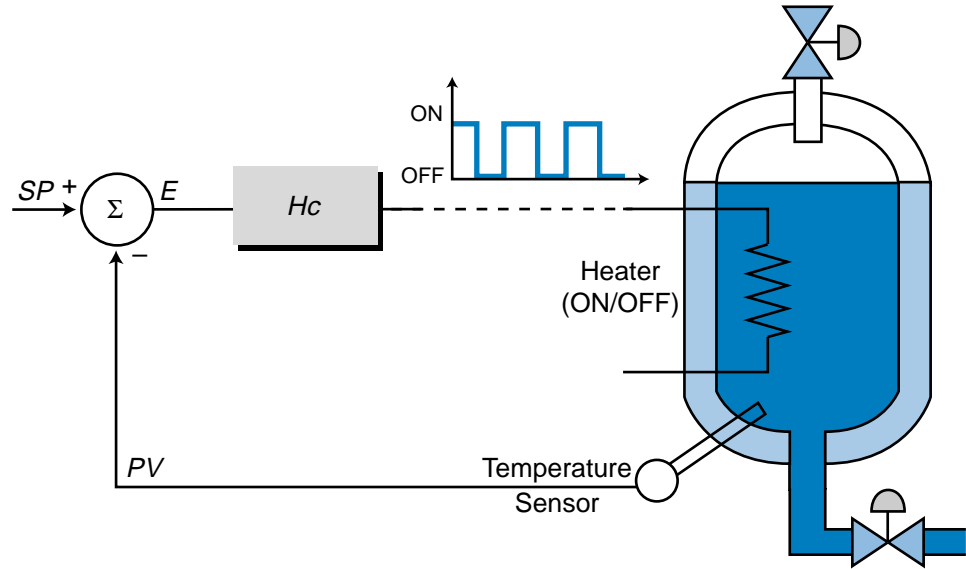 ON
OFF
SP + 
Σ
E
Hc
−
Heater
(ON/OFF)
PV
Temperature
Sensor